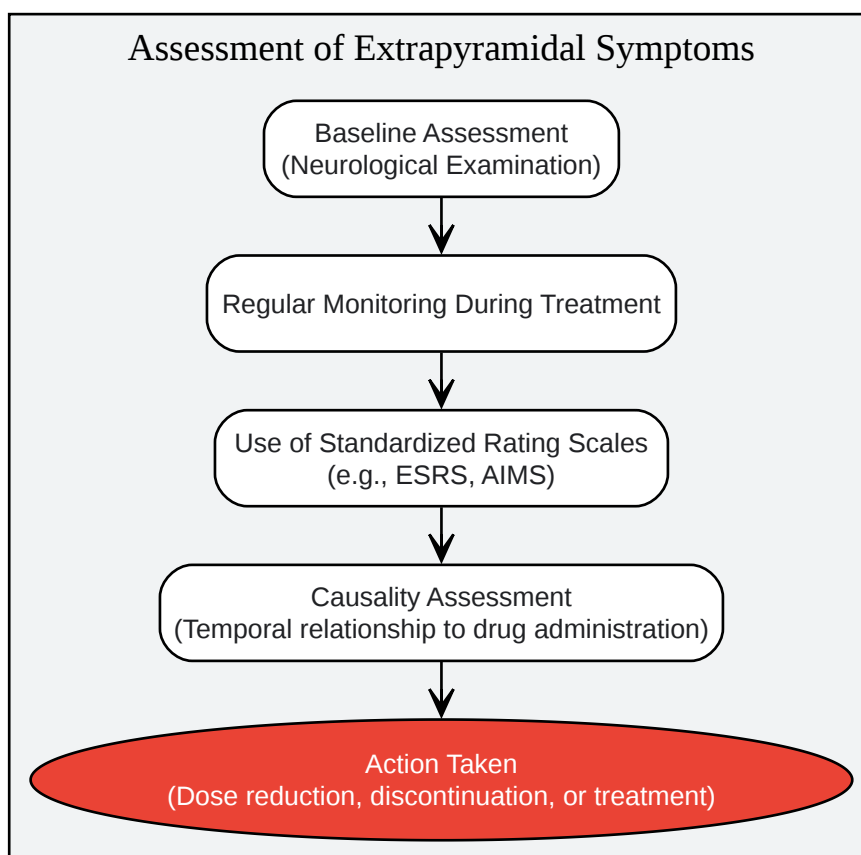 Assessment of Extrapyramidal Symptoms
Baseline Assessment
(Neurological Examination)
Regular Monitoring During Treatment
Use of Standardized Rating Scales
(e.g., ESRS, AIMS)
Causality Assessment
(Temporal relationship to drug administration)
Action Taken
(Dose reduction, discontinuation, or treatment)